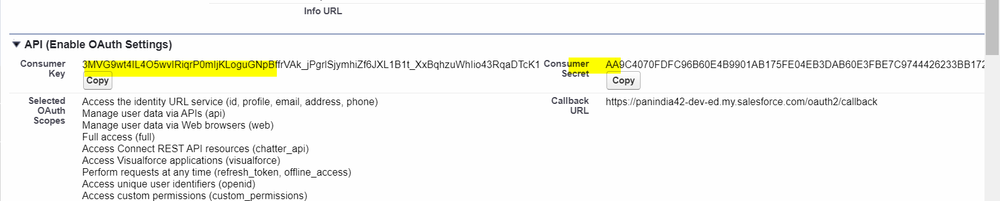 Info URL
API (Enable OAuth Settings)
Consumer Key
3MVG9wt4IL4O5wvIRiqrP0mIjKLoguGNpBffrVAk_jPgrlSjymhiZf6JXL1B1t_XxBqhzuWhlio43RqaDTcK1
Copy
Consumer Secret
AA9C4070FDFC96B60E4B9901AB175FE04EB3DAB60E3FBE7C9744426233BB172
Copy
Selected OAuth Scopes
Access the identity URL service (id, profile, email, address, phone)
Manage user data via APIs (api)
Manage user data via Web browsers (web)
Full access (full)
Access Connect REST API resources (chatter_api)
Access Visualforce applications (visualforce)
Perform requests at any time (refresh_token, offline_access)
Access unique user identifiers (openid)
Access custom permissions (custom_permissions)
Callback URL
https://panindia42-dev-ed.my.salesforce.com/oauth2/callback